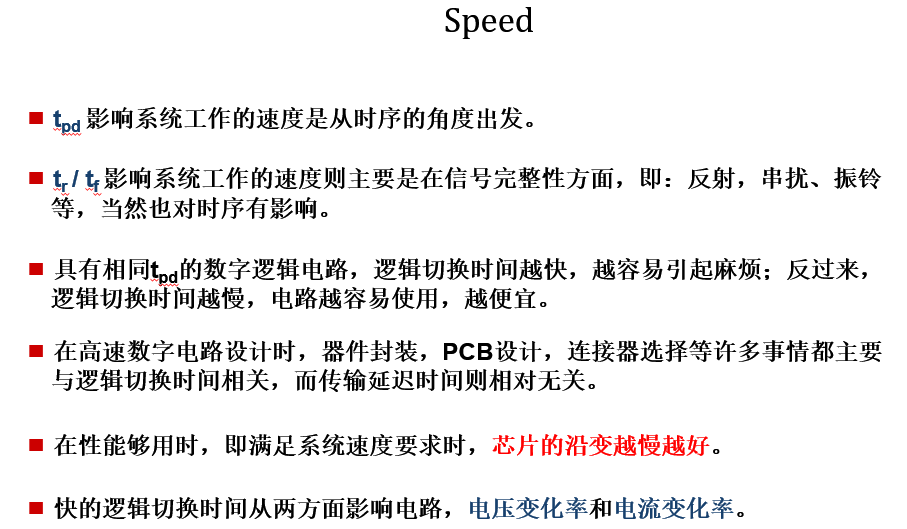 Speed
tpd 影响系统工作的速度是从时序的角度出发。
tr / tf 影响系统工作的速度则主要是在信号完整性方面，即：反射，串扰、振铃
等，当然也对时序有影响。
具有相同tpd的数字逻辑电路，逻辑切换时间越快，越容易引起麻烦；反过来，
逻辑切换时间越慢，电路越容易使用，越便宜。
在高速数字电路设计时，器件封装，PCB设计，连接器选择等许多事情都主要
与逻辑切换时间相关，而传输延迟时间则相对无关。
在性能够用时，即满足系统速度要求时，芯片的沿变越慢越好。
快的逻辑切换时间从两方面影响电路，电压变化率和电流变化率。